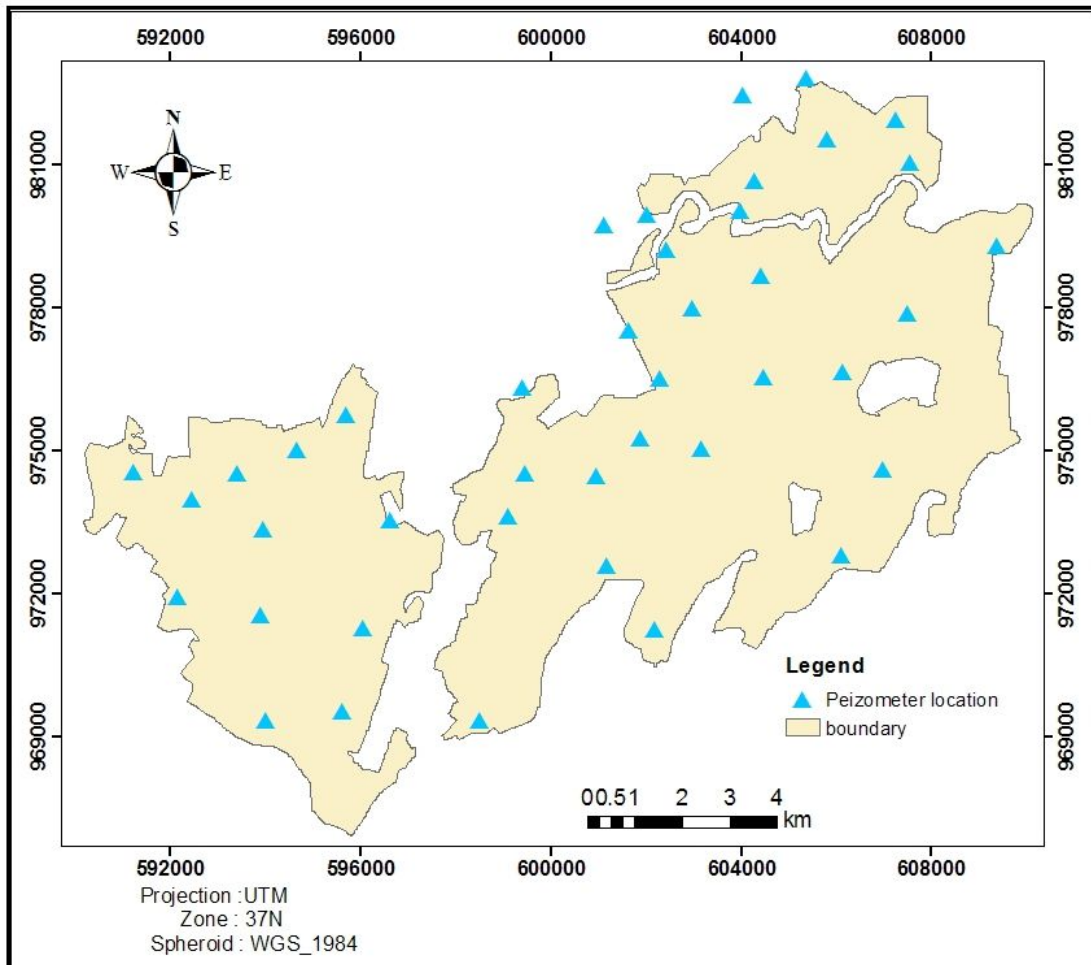 592000 596000 600000 604000 608000
N
W E
S
981000 981000
978000 978000
975000 975000
972000 972000
969000 969000
Legend
Peizometer location
boundary
00.51 2 3 4
km
592000 596000 600000 604000 608000
Projection :UTM
Zone : 37N
Spheroid : WGS_1984